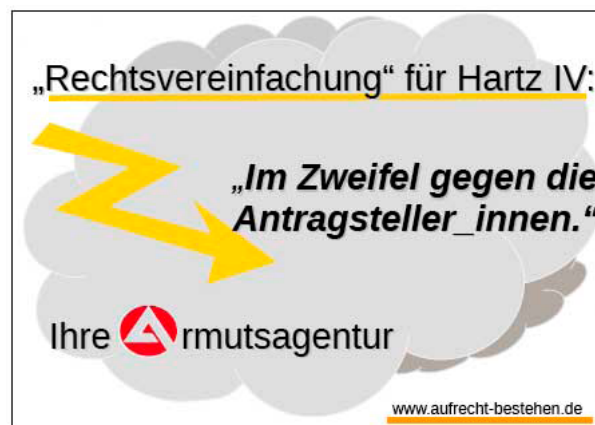 „Rechtsvereinfachung“ für Hartz IV:
„Im Zweifel gegen die
Antragsteller_innen.“
Ihre Armutsagentur
www.aufrecht-bestehen.de